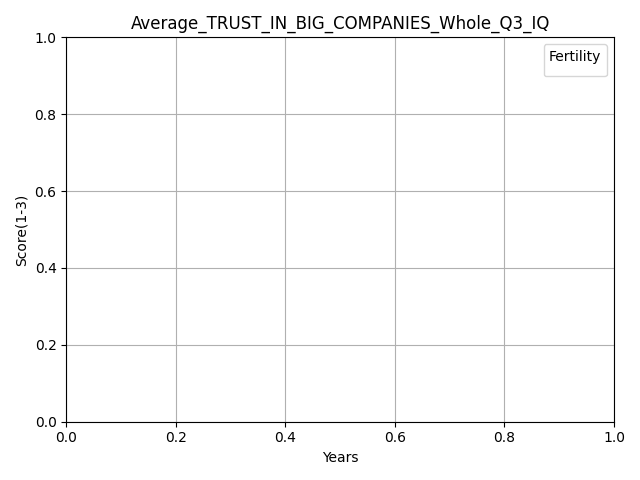 Average_TRUST_IN_BIG_COMPANIES_Whole_Q3_IQ
Fertility
Score(1-3)
1.0
0.8
0.6
0.4
0.2
0.0
0.0 0.2 0.4 0.6 0.8 1.0
Years